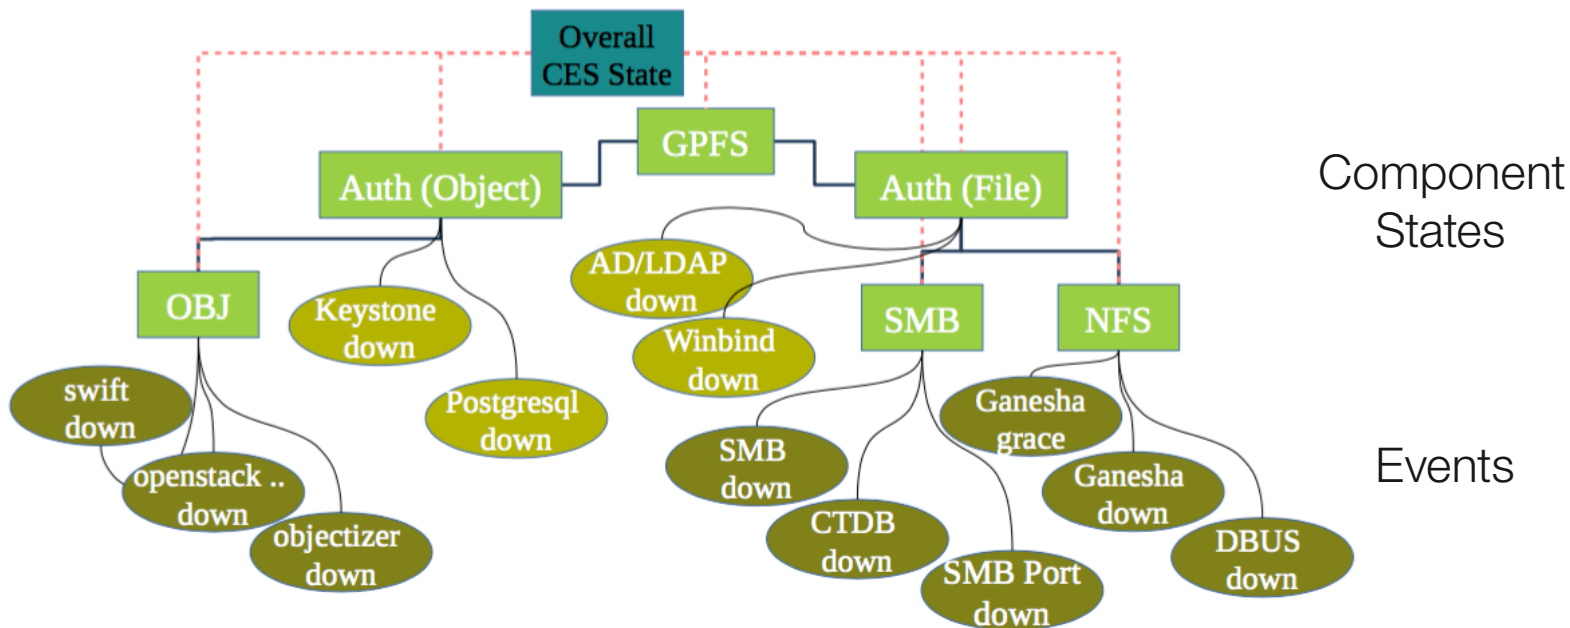 Overall
CES State
GPFS
Auth (Object)
Auth (File)
Component
States
AD/LDAP
down
OBJ
Keystone
down
SMB
NFS
Winbind
down
swift
down
Postgresql
down
Ganesha
grace
SMB
down
openstack ..
down
Ganesha
down
Events
objectizer
down
CTDB
down
DBUS
down
SMB Port
down